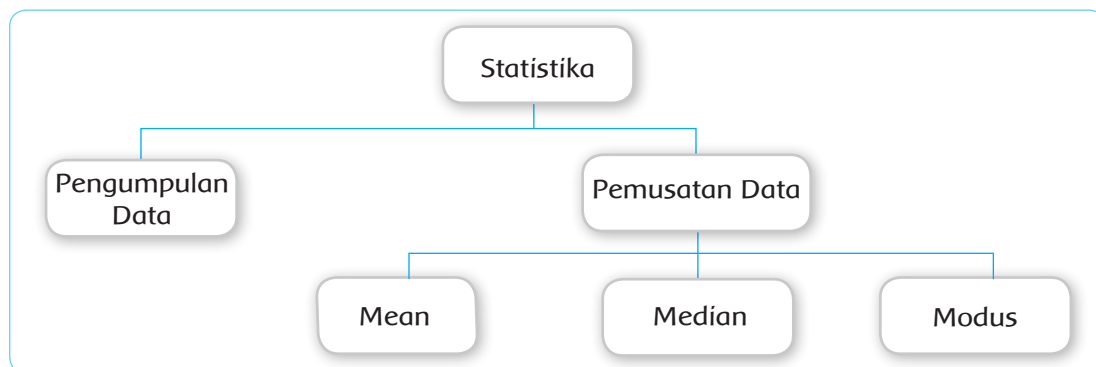 Statistika
Pengumpulan
Data
Pemusatan Data
Mean
Median
Modus